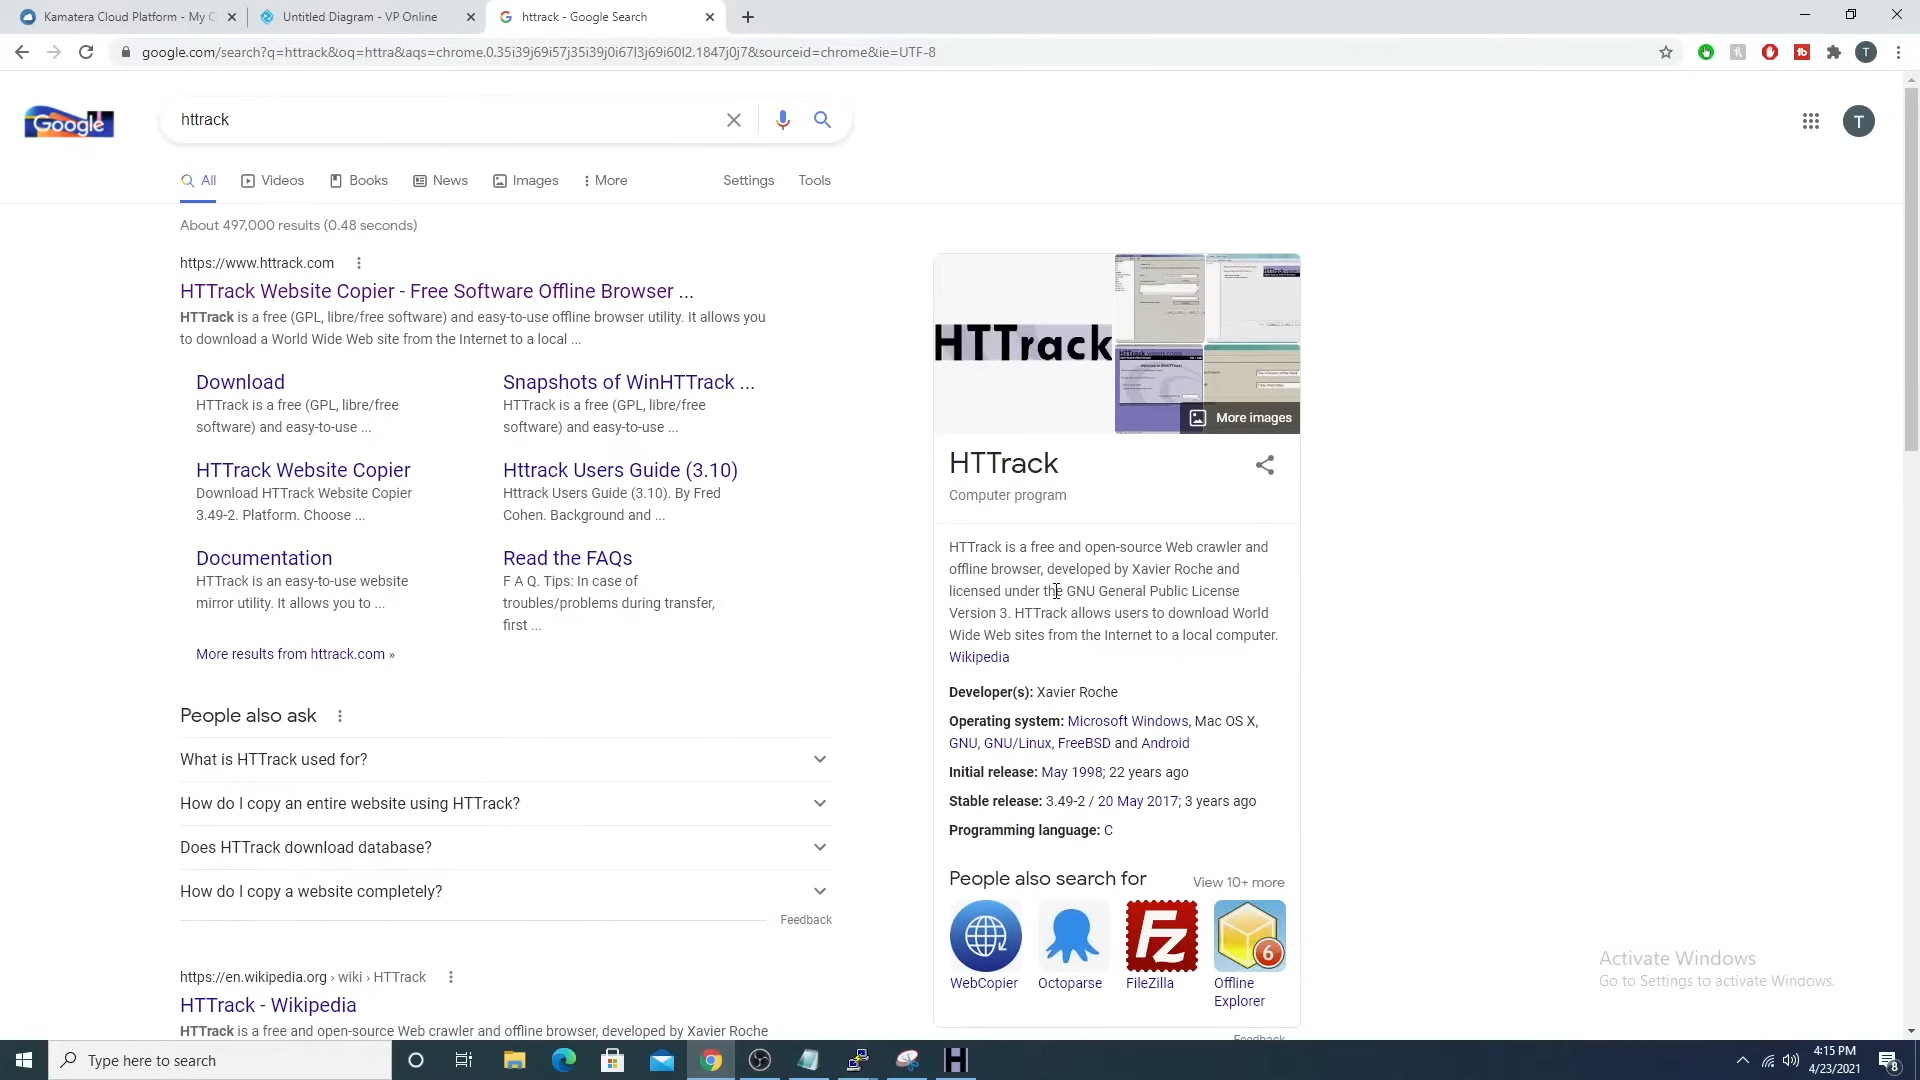 Kamatera Cloud Platform - My C
Untitled Diagram - VP Online
httrack - Google Search
google.com/search?q=httrack&oq=httra&aqs=chrome.0.35i39j69i57j35i39j0i67l3j69i60l2.1847j0j7&sourceid=chrome&ie=UTF-8
T
Google
httrack
T
All
Videos
Books
News
Images
More
Settings
Tools
About 497,000 results (0.48 seconds)
https://www.httrack.com
HTTrack Website Copier - Free Software Offline Browser ...
HTTrack is a free (GPL, libre/free software) and easy-to-use offline browser utility. It allows you
to download a World Wide Web site from the Internet to a local ...
Download
HTTrack is a free (GPL, libre/free
software) and easy-to-use ...
Snapshots of WinHTTrack ...
HTTrack is a free (GPL, libre/free
software) and easy-to-use ...
HTTrack Website Copier
Download HTTrack Website Copier
3.49-2. Platform. Choose ...
Httrack Users Guide (3.10)
Httrack Users Guide (3.10). By Fred
Cohen. Background and ...
Documentation
HTTrack is an easy-to-use website
mirror utility. It allows you to ...
Read the FAQs
F A Q. Tips: In case of
troubles/problems during transfer,
first ...
More results from httrack.com »
People also ask
What is HTTrack used for?
How do I copy an entire website using HTTrack?
Does HTTrack download database?
How do I copy a website completely?
Feedback
https://en.wikipedia.org › wiki › HTTrack
HTTrack - Wikipedia
HTTrack is a free and open-source Web crawler and offline browser, developed by Xavier Roche
HTTrack
More images
HTTrack
Computer program
HTTrack is a free and open-source Web crawler and
offline browser, developed by Xavier Roche and
licensed under the GNU General Public License
Version 3. HTTrack allows users to download World
Wide Web sites from the Internet to a local computer.
Wikipedia
Developer(s): Xavier Roche
Operating system: Microsoft Windows, Mac OS X,
GNU, GNU/Linux, FreeBSD and Android
Initial release: May 1998; 22 years ago
Stable release: 3.49-2 / 20 May 2017; 3 years ago
Programming language: C
People also search for
View 10+ more
Fz
6
WebCopier
Octoparse
FileZilla
Offline
Explorer
Feedback
Activate Windows
Go to Settings to activate Windows.
Type here to search
H
4:15 PM
4/23/2021
8